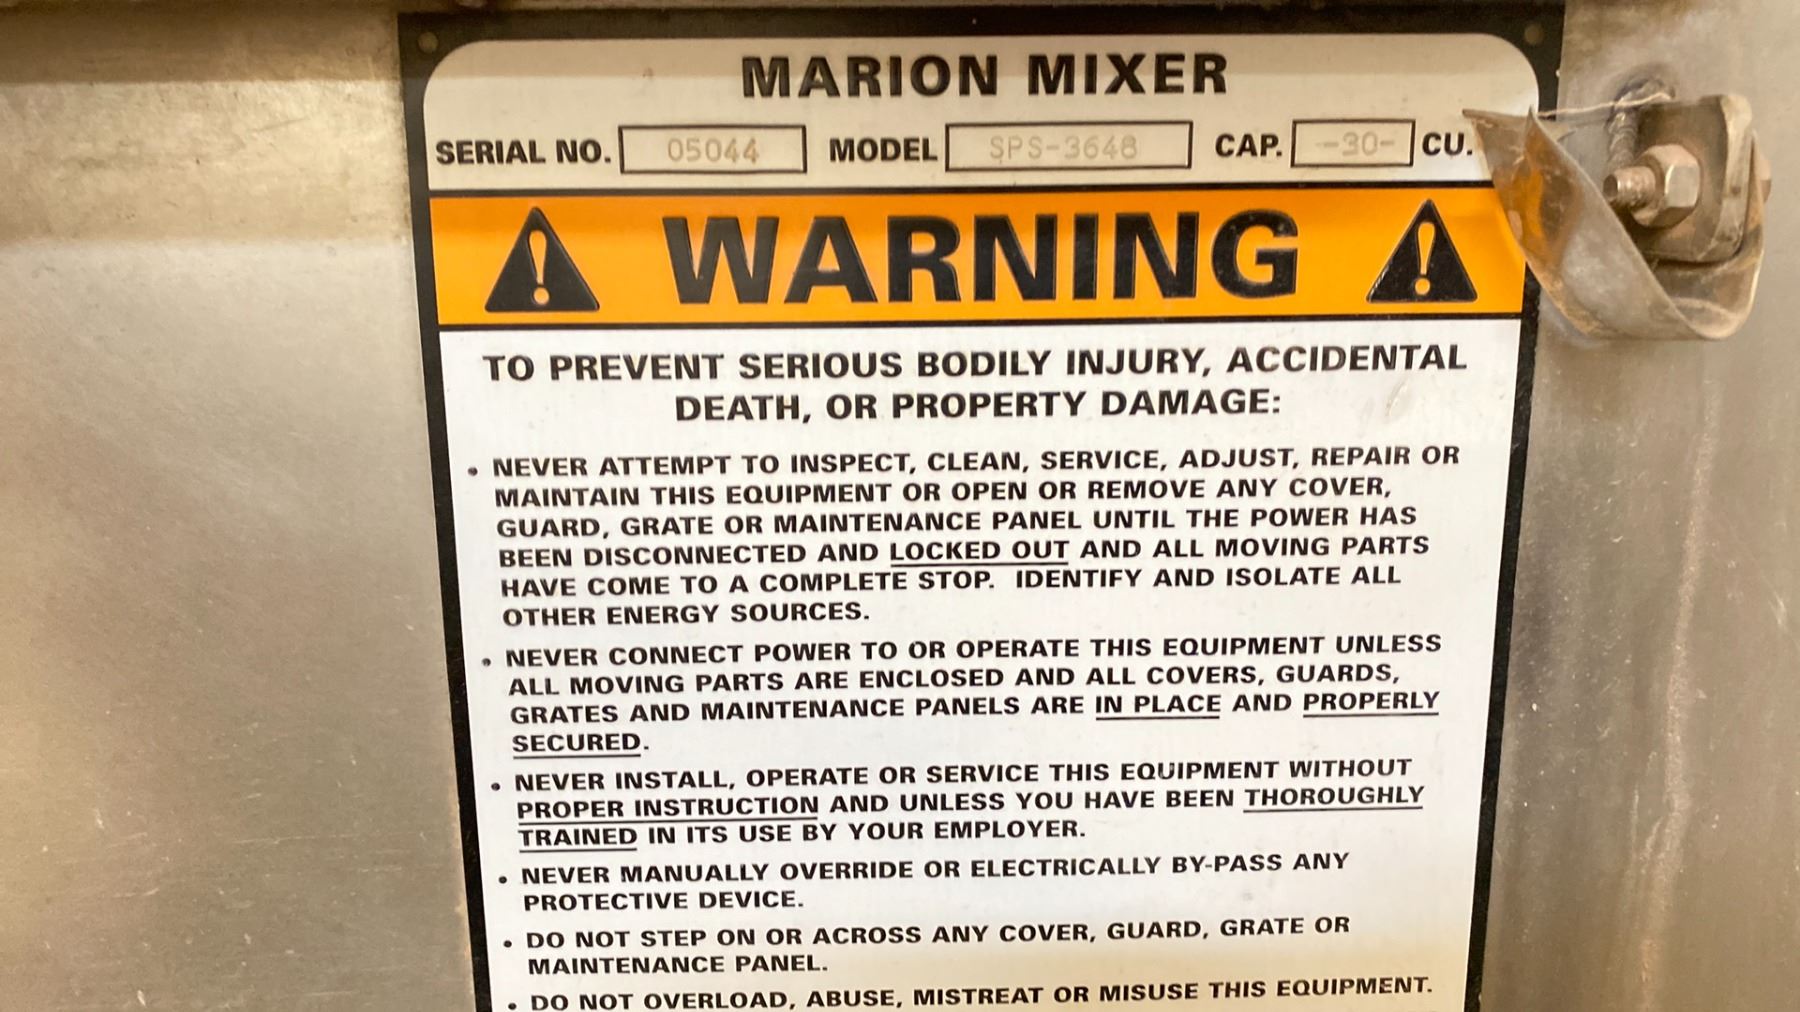 MARION MIXER
SERIAL NO. 05044 MODEL SPS-3648 CAP. -30- CU.
WARNING
TO PREVENT SERIOUS BODILY INJURY, ACCIDENTAL
DEATH, OR PROPERTY DAMAGE:
• NEVER ATTEMPT TO INSPECT, CLEAN, SERVICE, ADJUST, REPAIR OR
MAINTAIN THIS EQUIPMENT OR OPEN OR REMOVE ANY COVER,
GUARD, GRATE OR MAINTENANCE PANEL UNTIL THE POWER HAS
BEEN DISCONNECTED AND LOCKED OUT AND ALL MOVING PARTS
HAVE COME TO A COMPLETE STOP. IDENTIFY AND ISOLATE ALL
OTHER ENERGY SOURCES.
• NEVER CONNECT POWER TO OR OPERATE THIS EQUIPMENT UNLESS
ALL MOVING PARTS ARE ENCLOSED AND ALL COVERS, GUARDS,
GRATES AND MAINTENANCE PANELS ARE IN PLACE AND PROPERLY
SECURED.
• NEVER INSTALL, OPERATE OR SERVICE THIS EQUIPMENT WITHOUT
PROPER INSTRUCTION AND UNLESS YOU HAVE BEEN THOROUGHLY
TRAINED IN ITS USE BY YOUR EMPLOYER.
• NEVER MANUALLY OVERRIDE OR ELECTRICALLY BY-PASS ANY
PROTECTIVE DEVICE.
• DO NOT STEP ON OR ACROSS ANY COVER, GUARD, GRATE OR
MAINTENANCE PANEL.
• DO NOT OVERLOAD, ABUSE, MISTREAT OR MISUSE THIS EQUIPMENT.